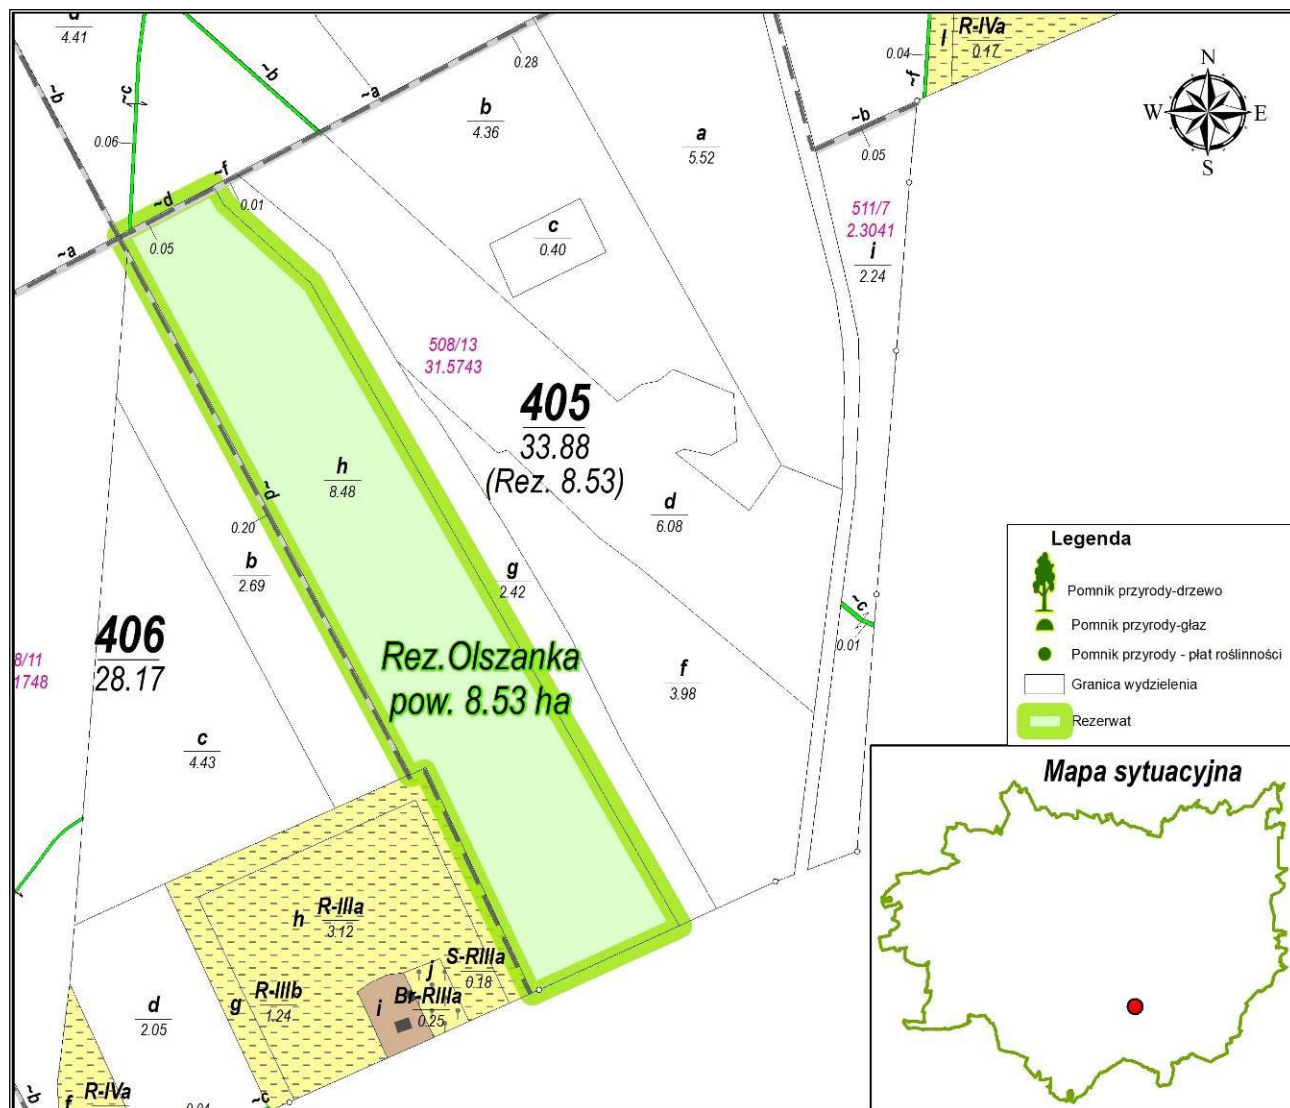 4.41
~b
~c
0.06
~b
~a
0.28
b
4.36
a
5.52
0.04
~f
l
R-IVa
0.17
~b
0.05
N
W
E
S
~d
~f
0.01
0.05
~a
c
0.40
511/7
2.3041
i
2.24
508/13
31.5743
405
33.88
(Rez. 8.53)
h
8.48
~d
0.20
b
2.69
d
6.08
g
2.42
406
28.17
8/11
1748
Rez.Olszanka
pow. 8.53 ha
f
3.98
~c
0.01
c
4.43
h
R-IIIa
3.12
g
R-IIIb
1.24
i
j
S-RIIIa
0.18
Br-RIIIa
0.25
d
2.05
f
R-IVa
~b
0.04
~c
Legenda
Pomnik przyrody-drzewo
Pomnik przyrody-głaz
Pomnik przyrody - płat roślinności
Granica wydzielenia
Rezerwat
Mapa sytuacyjna